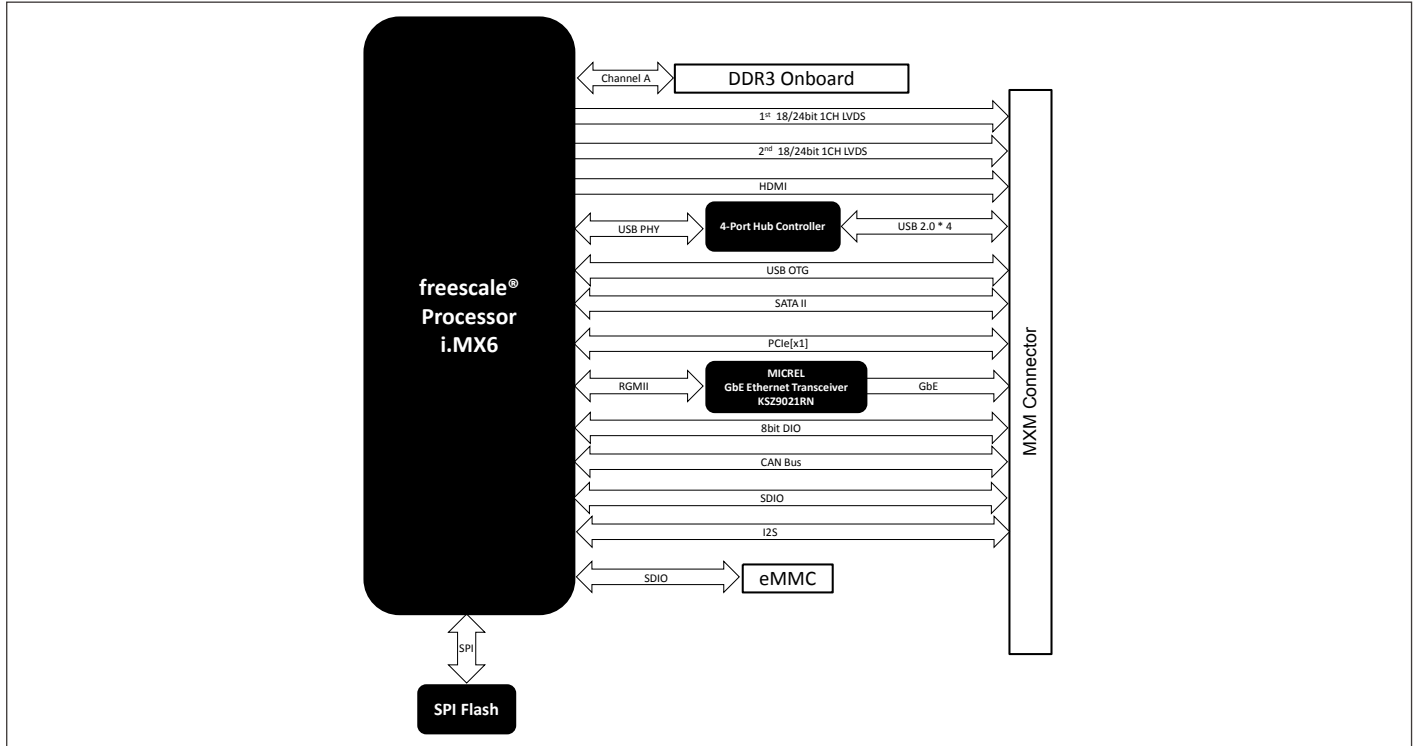 Channel A
DDR3 Onboard
1st 18/24bit 1CH LVDS
2nd 18/24bit 1CH LVDS
HDMI
USB PHY
4-Port Hub Controller
USB 2.0 * 4
USB OTG
freescale®
Processor
i.MX6
SATA II
PCIe[x1]
RGMII
MICREL
GbE Ethernet Transceiver
KSZ9021RN
GbE
8bit DIO
CAN Bus
SDIO
I2S
SDIO
eMMC
MXM Connector
SPI
SPI Flash